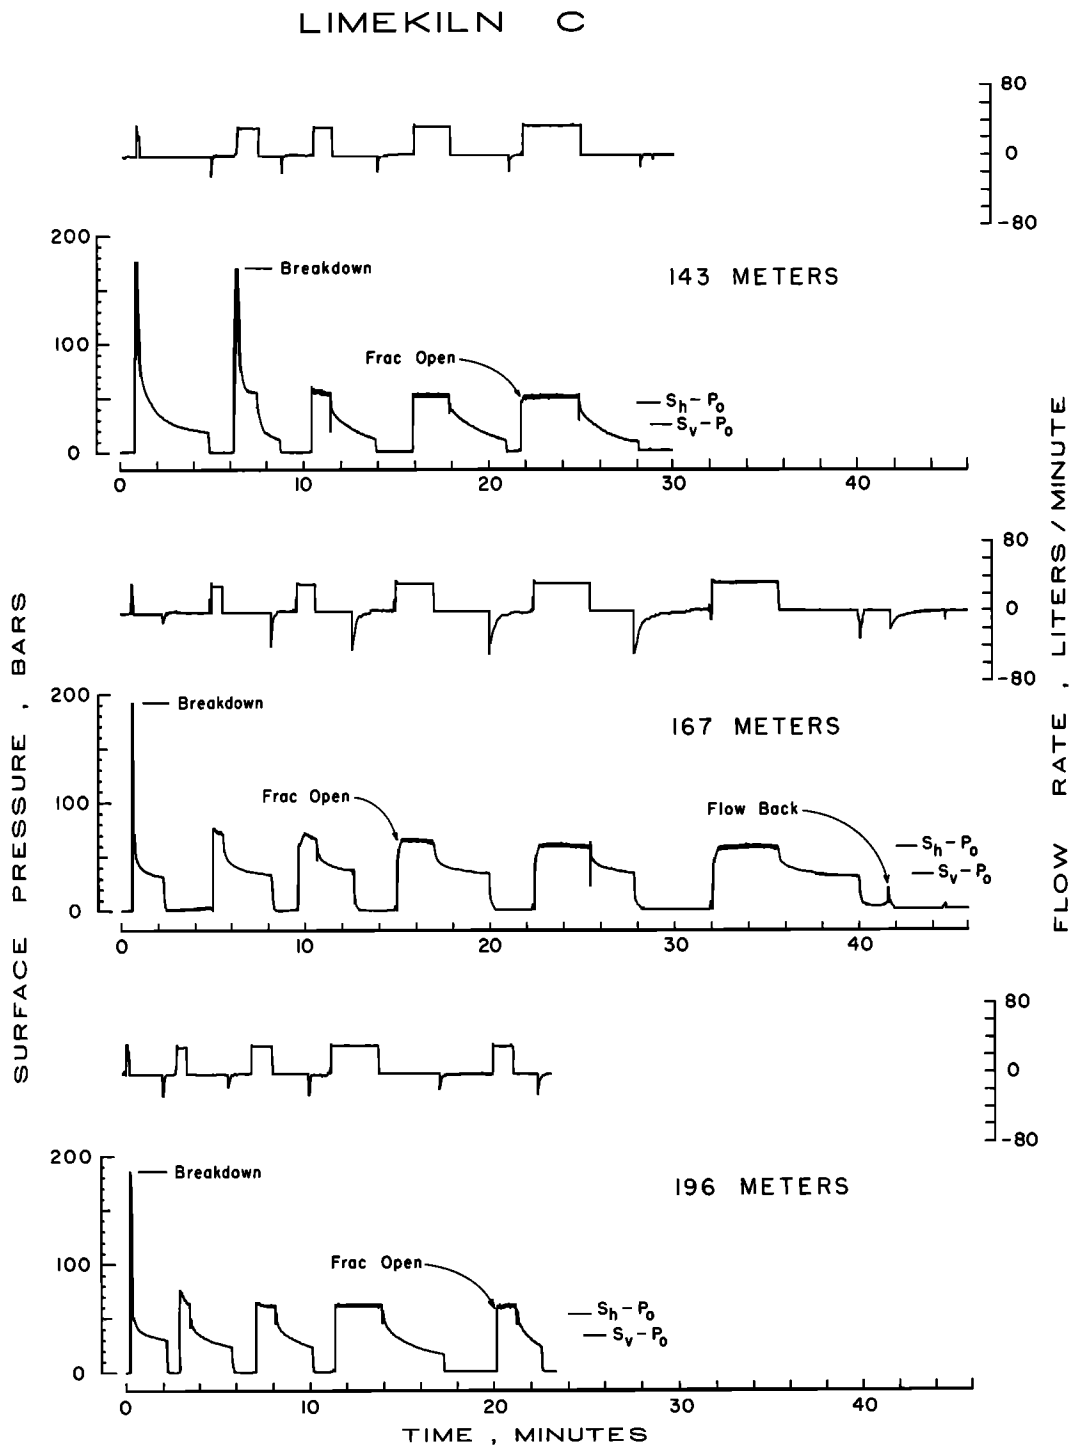 LIMEKILN C
80
0
-80
200
100
0
Breakdown
143 METERS
Frac Open
Sh-Po
Sv-Po
0 10 20 30 40
80
0
-80
200
100
0
Breakdown
167 METERS
Frac Open
Flow Back
Sh-Po
Sv-Po
0 10 20 30 40
80
0
-80
200
100
0
Breakdown
196 METERS
Frac Open
Sh-Po
Sv-Po
0 10 20 30 40
TIME , MINUTES
SURFACE PRESSURE , BARS
FLOW RATE , LITERS/MINUTE